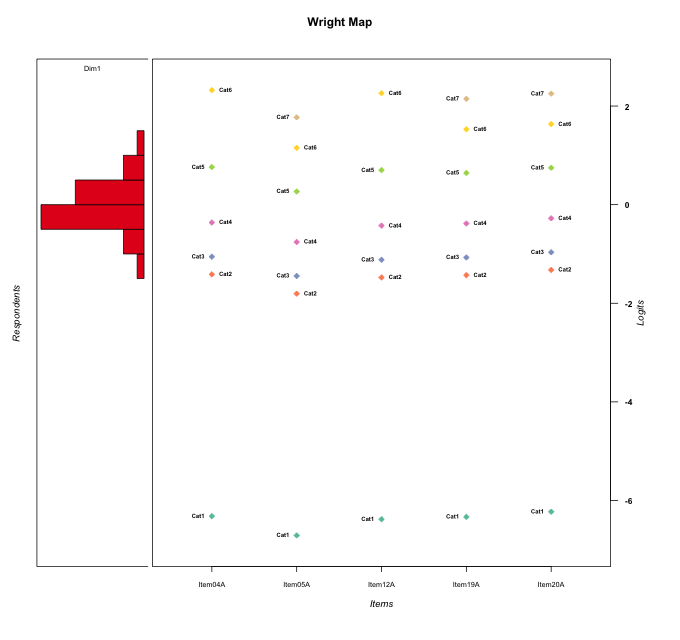 Wright Map
Dim1
Cat6
Cat6
Cat7
Cat7
Cat7
2
Cat6
Cat6
Cat6
Cat5
Cat5
Cat5
Cat5
Cat5
0
Cat4
Cat4
Cat4
Cat4
Cat4
Cat3
Cat3
Cat3
Cat3
Cat3
Cat2
Cat2
Cat2
Cat2
Cat2
-2
Respondents
Logits
-4
-6
Cat1
Cat1
Cat1
Cat1
Cat1
Item04A Item05A Item12A Item19A Item20A
Items